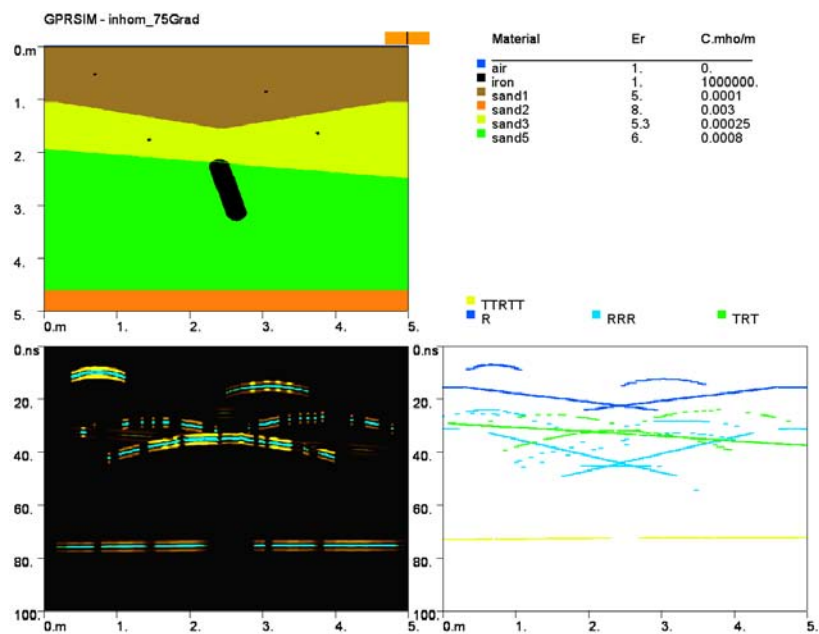 GPRSIM - inhom_75Grad
Material Er C.mho/m
air 1. 0.
iron 1. 1000000.
sand1 5. 0.0001
sand2 8. 0.003
sand3 5.3 0.00025
sand5 6. 0.0008
0.m
1.
2.
3.
4.
5.
0.m 1. 2. 3. 4. 5.
TTRTT
R RRR TRT
0.ns
20.
40.
60.
80.
100.
0.m 1. 2. 3. 4. 5.
0.ns
20.
40.
60.
80.
100.
0.m 1. 2. 3. 4. 5.